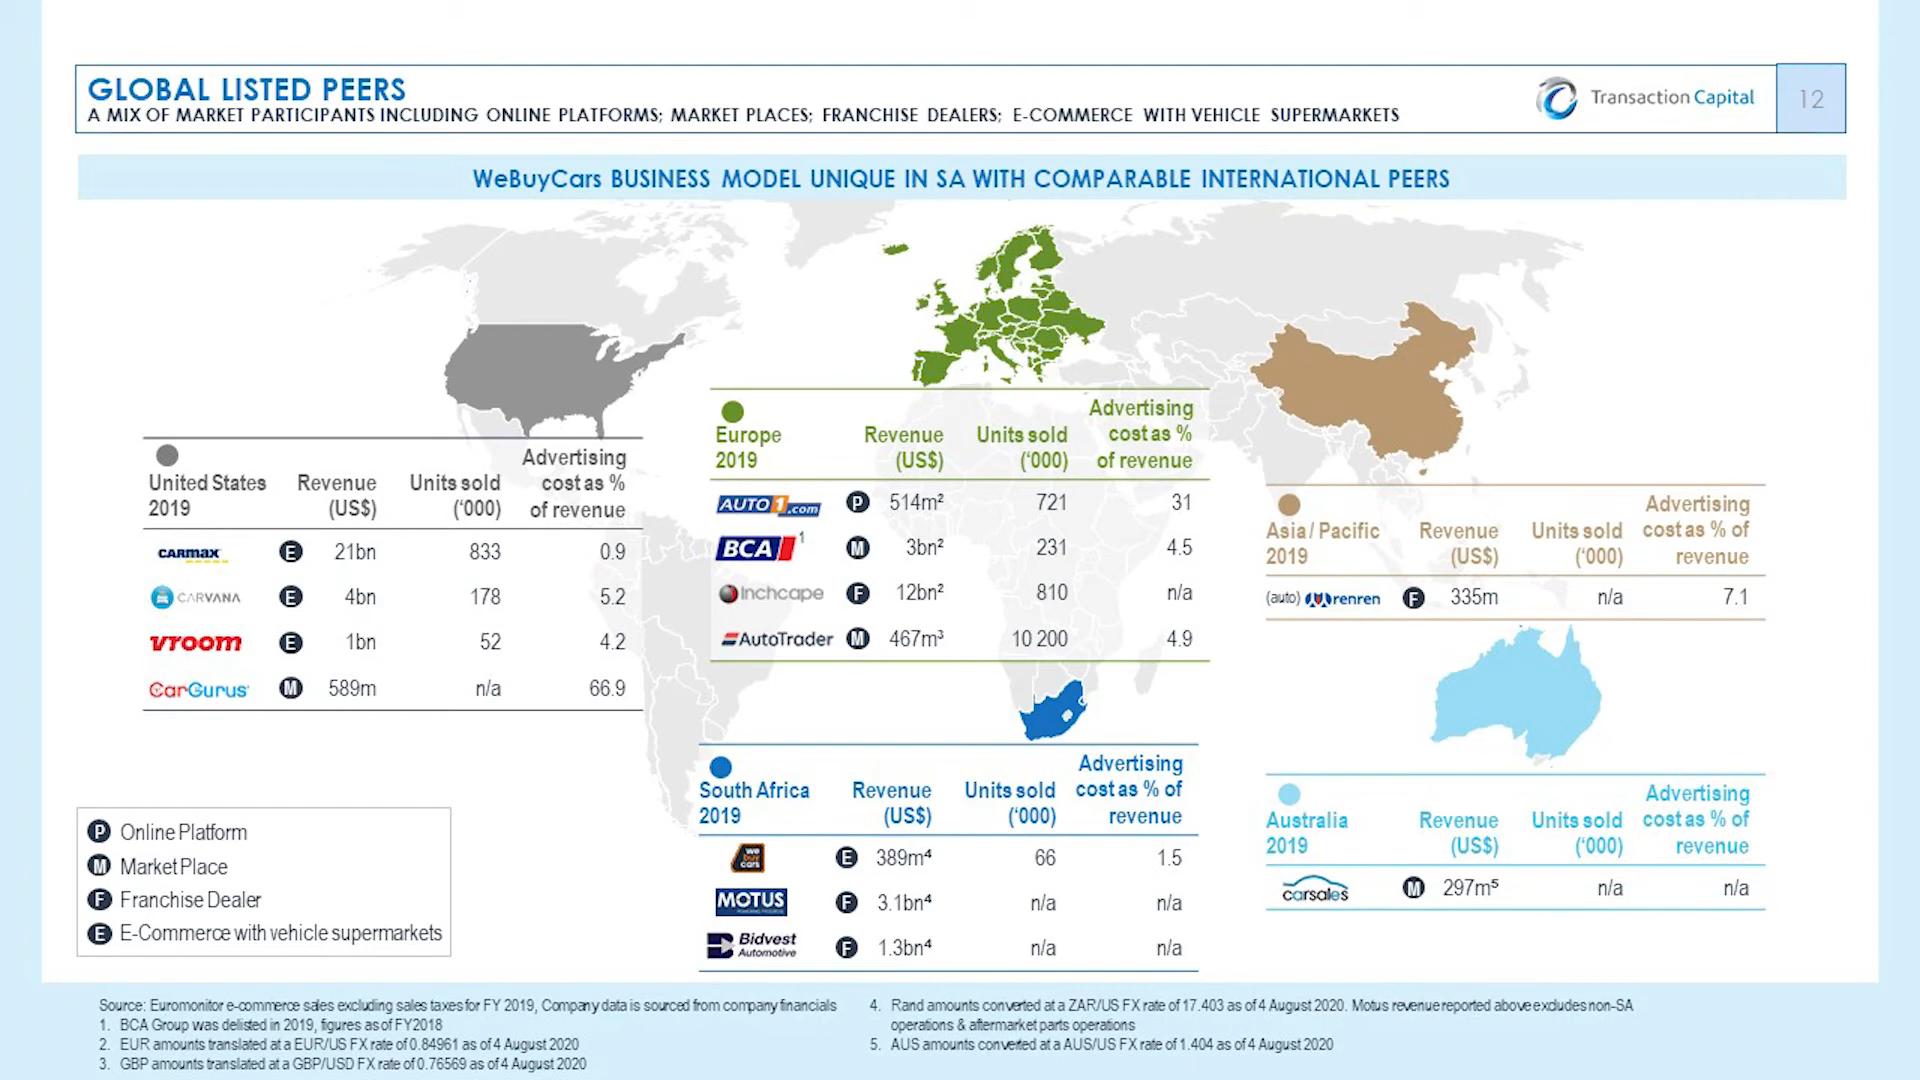 GLOBAL LISTED PEERS
A MIX OF MARKET PARTICIPANTS INCLUDING ONLINE PLATFORMS; MARKET PLACES; FRANCHISE DEALERS; E-COMMERCE WITH VEHICLE SUPERMARKETS
Transaction Capital
12
WeBuyCars BUSINESS MODEL UNIQUE IN SA WITH COMPARABLE INTERNATIONAL PEERS
United States 2019 Revenue (US$) Units sold (‘000) Advertising cost as % of revenue
CARMAX E 21bn 833 0.9
CARVANA E 4bn 178 5.2
vroom E 1bn 52 4.2
CarGurus M 589m n/a 66.9
Europe 2019 Revenue (US$) Units sold (‘000) Advertising cost as % of revenue
AUTO1.com P 514m² 721 31
BCA¹ M 3bn² 231 4.5
Inchcape F 12bn² 810 n/a
AutoTrader M 467m³ 10 200 4.9
Asia / Pacific 2019 Revenue (US$) Units sold (‘000) Advertising cost as % of revenue
(auto) renren F 335m n/a 7.1
South Africa 2019 Revenue (US$) Units sold (‘000) Advertising cost as % of revenue
we buy cars E 389m⁴ 66 1.5
MOTUS F 3.1bn⁴ n/a n/a
Bidvest Automotive F 1.3bn⁴ n/a n/a
Australia 2019 Revenue (US$) Units sold (‘000) Advertising cost as % of revenue
carsales M 297m⁵ n/a n/a
P Online Platform
M Market Place
F Franchise Dealer
E E-Commerce with vehicle supermarkets
Source: Euromonitor e-commerce sales excluding sales taxes for FY 2019, Company data is sourced from company financials
1. BCA Group was delisted in 2019, figures as of FY2018
2. EUR amounts translated at a EUR/US FX rate of 0.84961 as of 4 August 2020
3. GBP amounts translated at a GBP/USD FX rate of 0.76569 as of 4 August 2020
4. Rand amounts converted at a ZAR/US FX rate of 17.403 as of 4 August 2020. Motus revenue reported above excludes non-SA
operations & aftermarket parts operations
5. AUS amounts converted at a AUS/US FX rate of 1.404 as of 4 August 2020